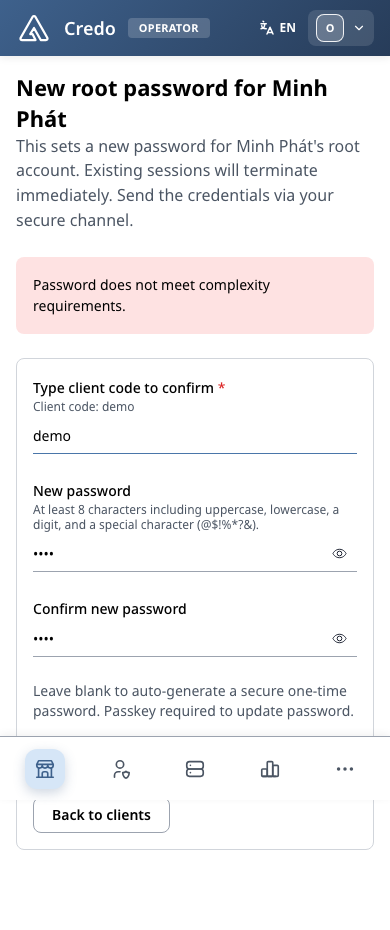 Credo
OPERATOR
EN
O
New root password for Minh
Phát
This sets a new password for Minh Phát's root
account. Existing sessions will terminate
immediately. Send the credentials via your
secure channel.
Password does not meet complexity
requirements.
Type client code to confirm *
Client code: demo
demo
New password
At least 8 characters including uppercase, lowercase, a
digit, and a special character (@$!%*?&).
••••
Confirm new password
••••
Leave blank to auto-generate a secure one-time
password. Passkey required to update password.
Back to clients